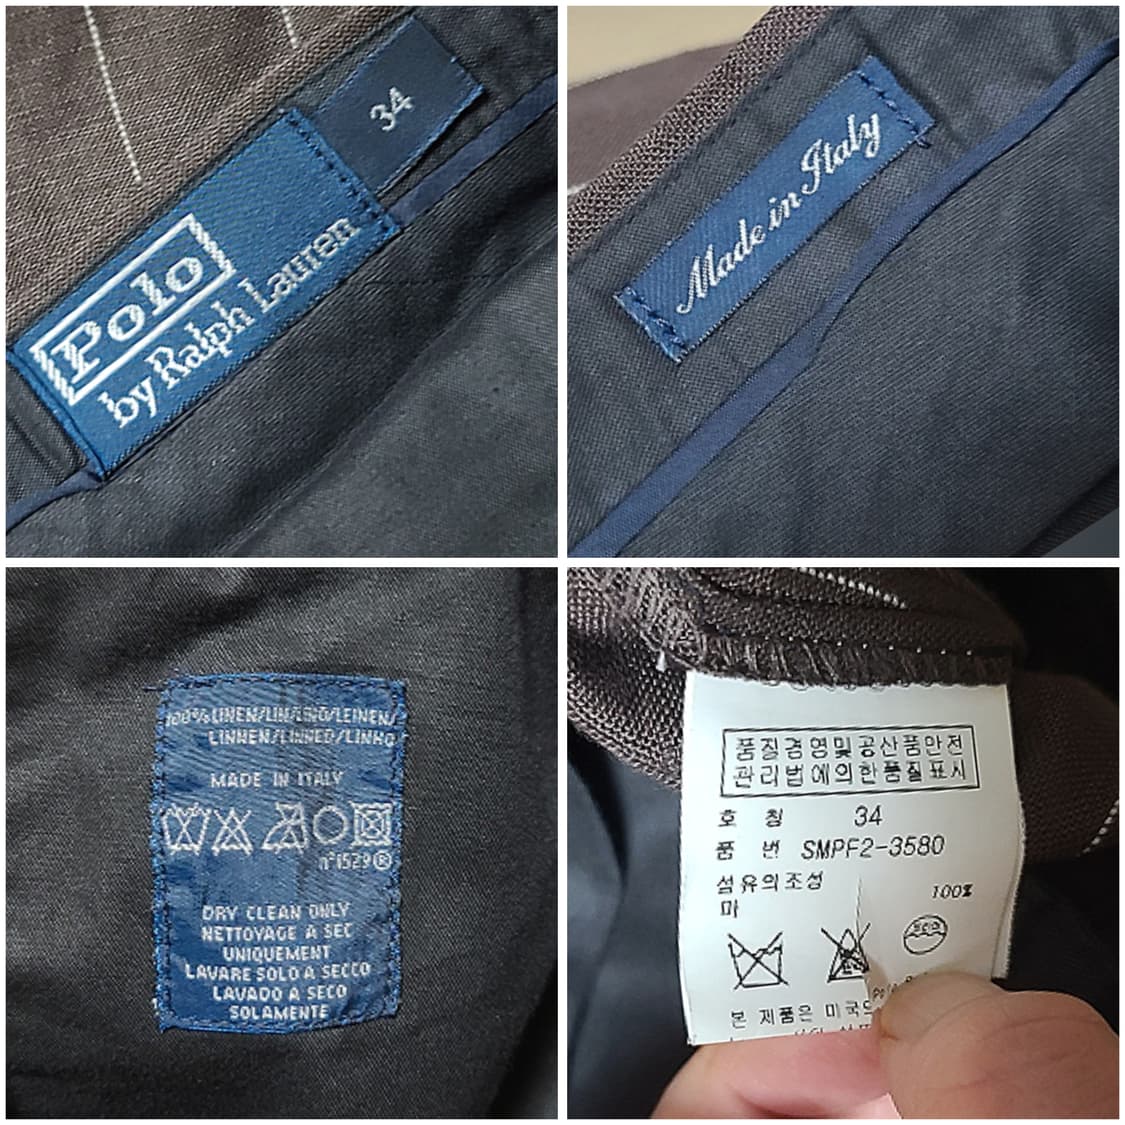 34
Polo
by Ralph Lauren
Made in Italy
100% LINEN/LIN/LINO/LEINEN/
LINNEN/LINNED/LINHO
MADE IN ITALY
n°1529®
DRY CLEAN ONLY
NETTOYAGE A SEC
UNIQUEMENT
LAVARE SOLO A SECCO
LAVADO A SECO
SOLAMENTE
품질경영및공산품안전
관리법에의한품질표시
호 칭 34
품 번 SMPF2-3580
섬유의조성
마 100%
본 제품은 미국의